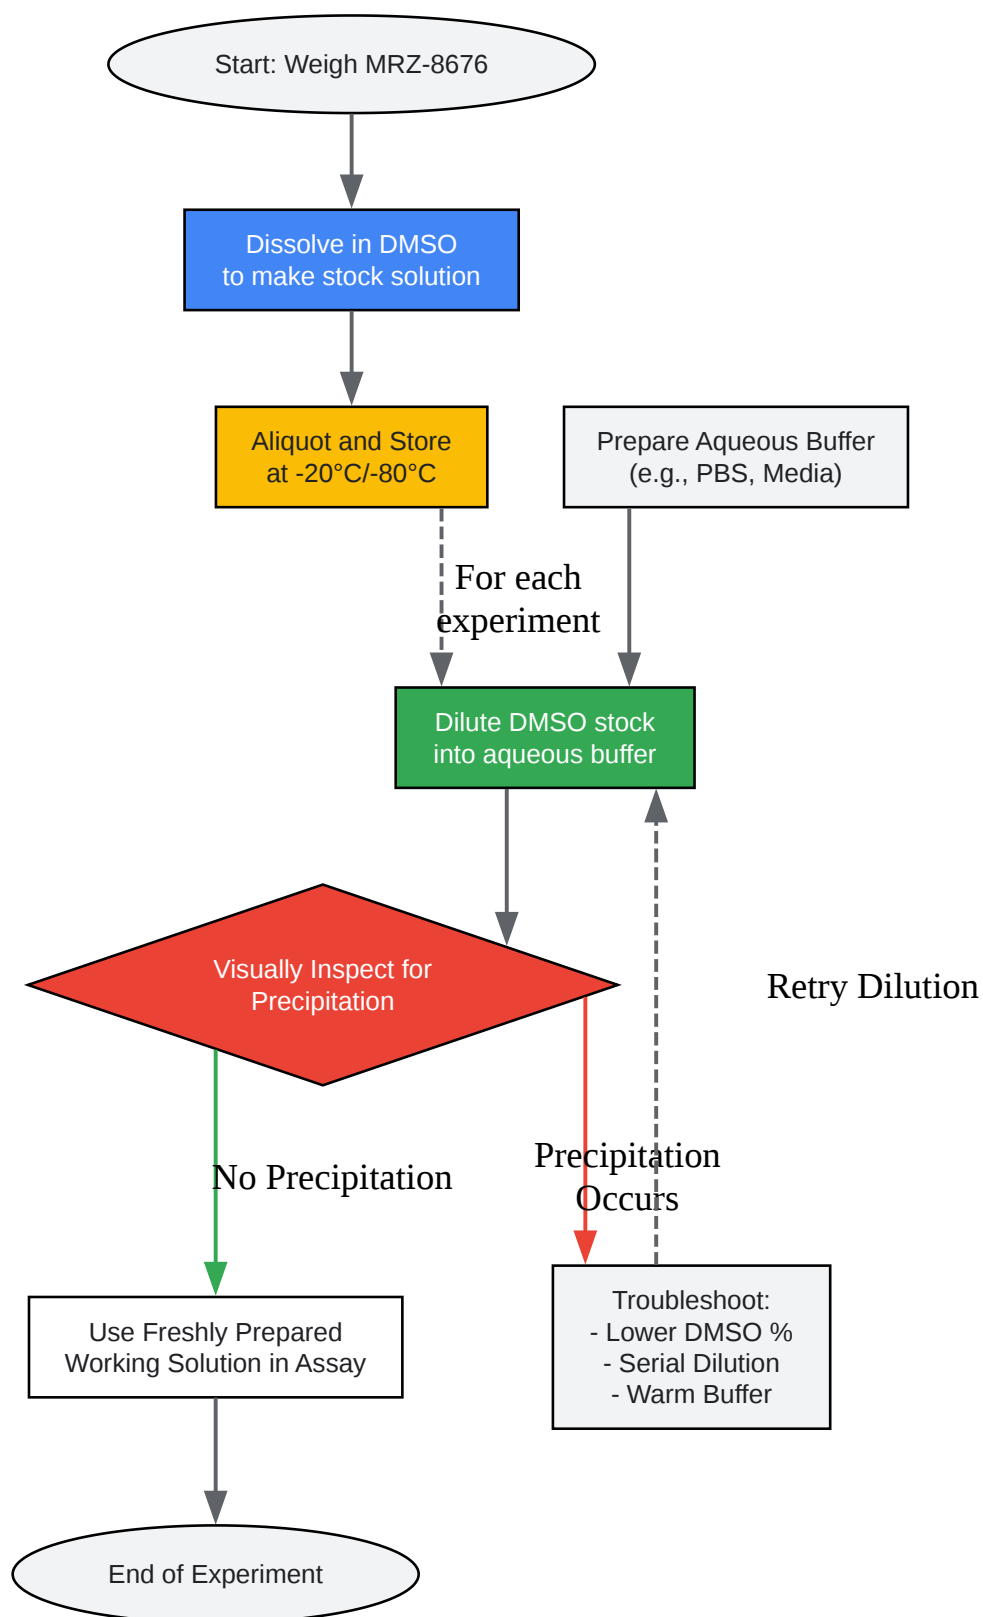 Start: Weigh MRZ-8676
Dissolve in DMSO
to make stock solution
Aliquot and Store
at -20°C/-80°C
Prepare Aqueous Buffer
(e.g., PBS, Media)
For each
experiment
Dilute DMSO stock
into aqueous buffer
Visually Inspect for
Precipitation
Retry Dilution
No Precipitation
Precipitation
Occurs
Use Freshly Prepared
Working Solution in Assay
Troubleshoot:
- Lower DMSO %
- Serial Dilution
- Warm Buffer
End of Experiment